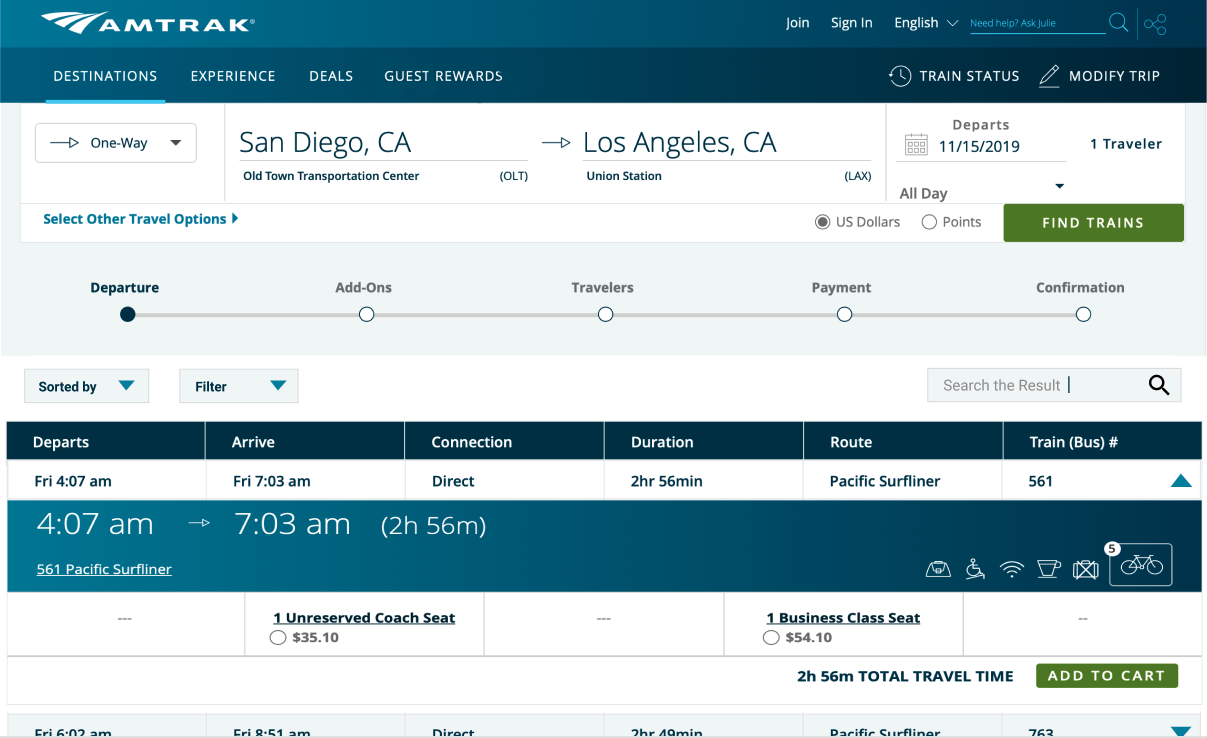 AMTRAK®
Join Sign In English Need help? Ask Julie
DESTINATIONS EXPERIENCE DEALS GUEST REWARDS TRAIN STATUS MODIFY TRIP
One-Way San Diego, CA Los Angeles, CA Departs 11/15/2019 1 Traveler
Old Town Transportation Center (OLT) Union Station (LAX) All Day
Select Other Travel Options US Dollars Points FIND TRAINS
Departure Add-Ons Travelers Payment Confirmation
Sorted by Filter Search the Result
Departs Arrive Connection Duration Route Train (Bus) #
Fri 4:07 am Fri 7:03 am Direct 2hr 56min Pacific Surfliner 561
4:07 am 7:03 am (2h 56m)
561 Pacific Surfliner 5
--- 1 Unreserved Coach Seat --- 1 Business Class Seat --
$35.10 $54.10
2h 56m TOTAL TRAVEL TIME ADD TO CART
Fri 6:02 am Fri 8:51 am Direct 2hr 49min Pacific Surfliner 763